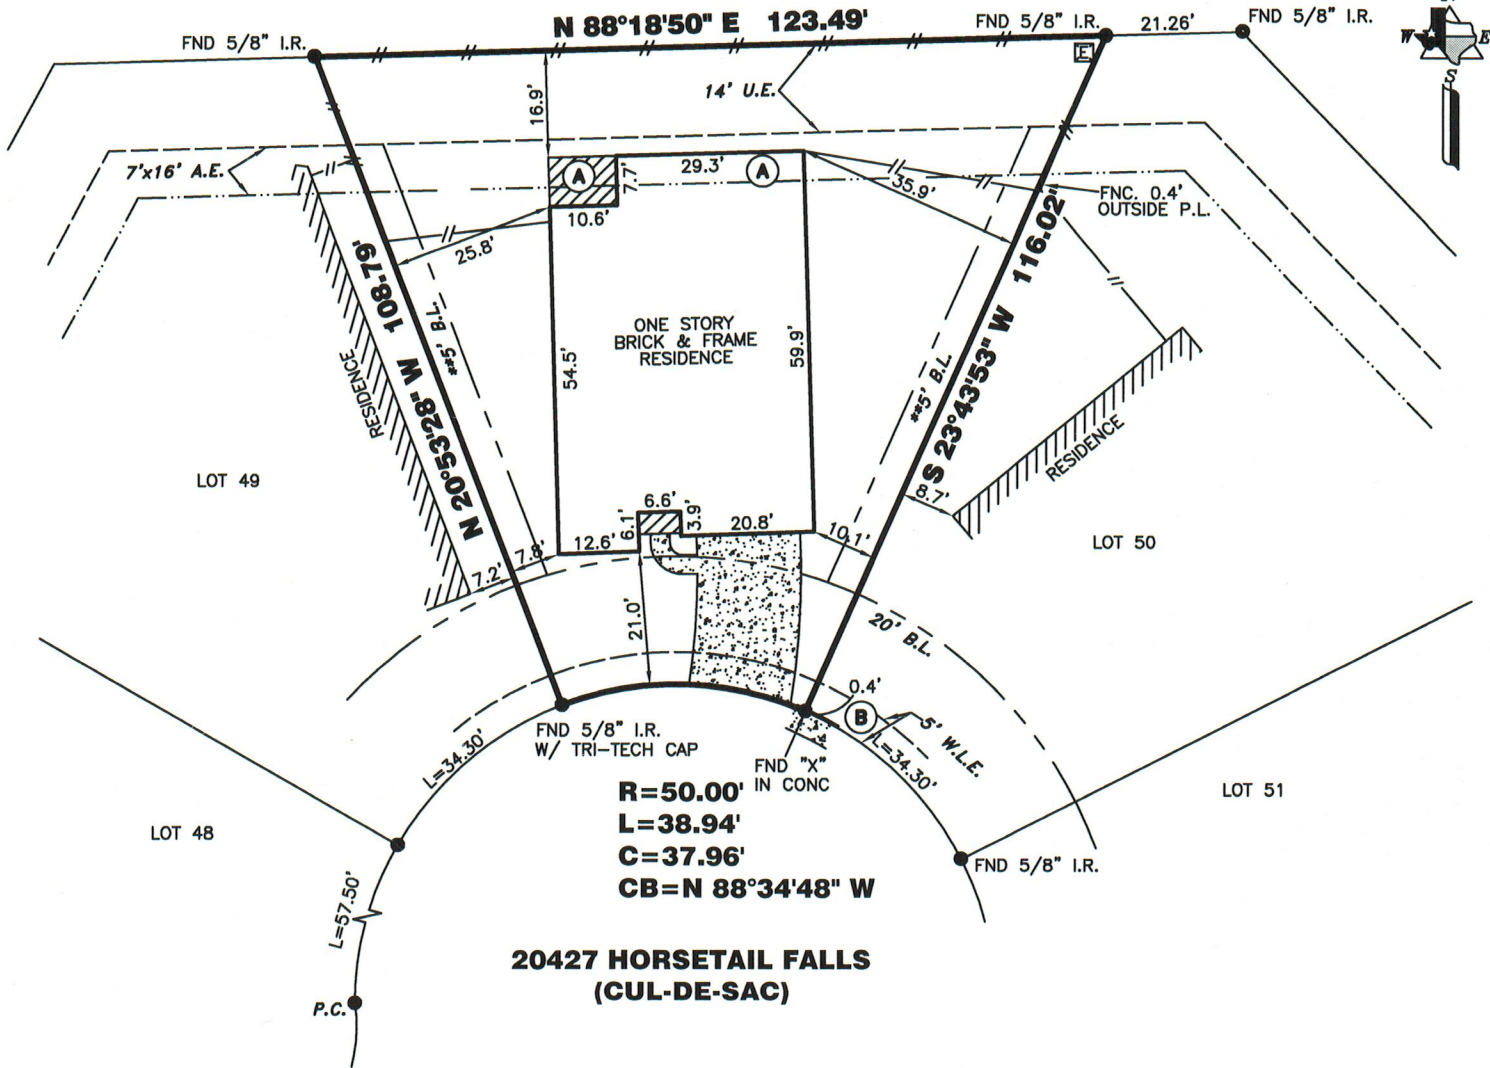 N 88°18'50" E 123.49'
FND 5/8" I.R.
FND 5/8" I.R.
21.26'
FND 5/8" I.R.
W
E
S
E
16.9'
14' U.E.
7'x16' A.E.
A
7.7'
29.3'
A
35.9'
FNC. 0.4'
OUTSIDE P.L.
10.6'
25.8'
N 20°53'28" W 108.79'
**5' B.L.
RESIDENCE
54.5'
ONE STORY
BRICK & FRAME
RESIDENCE
59.9'
**5' B.L.
S 23°43'53" W 116.02'
RESIDENCE
8.7'
LOT 49
LOT 50
6.6'
6.1'
3.9'
12.6'
20.8'
10.1'
7.8'
7.2'
21.0'
20' B.L.
0.4'
B
5' W.L.E.
L=34.30'
L=34.30'
FND 5/8" I.R.
W/ TRI-TECH CAP
FND "X"
IN CONC
LOT 51
LOT 48
R=50.00'
L=38.94'
C=37.96'
CB=N 88°34'48" W
FND 5/8" I.R.
L=57.50'
P.C.
20427 HORSETAIL FALLS
(CUL-DE-SAC)